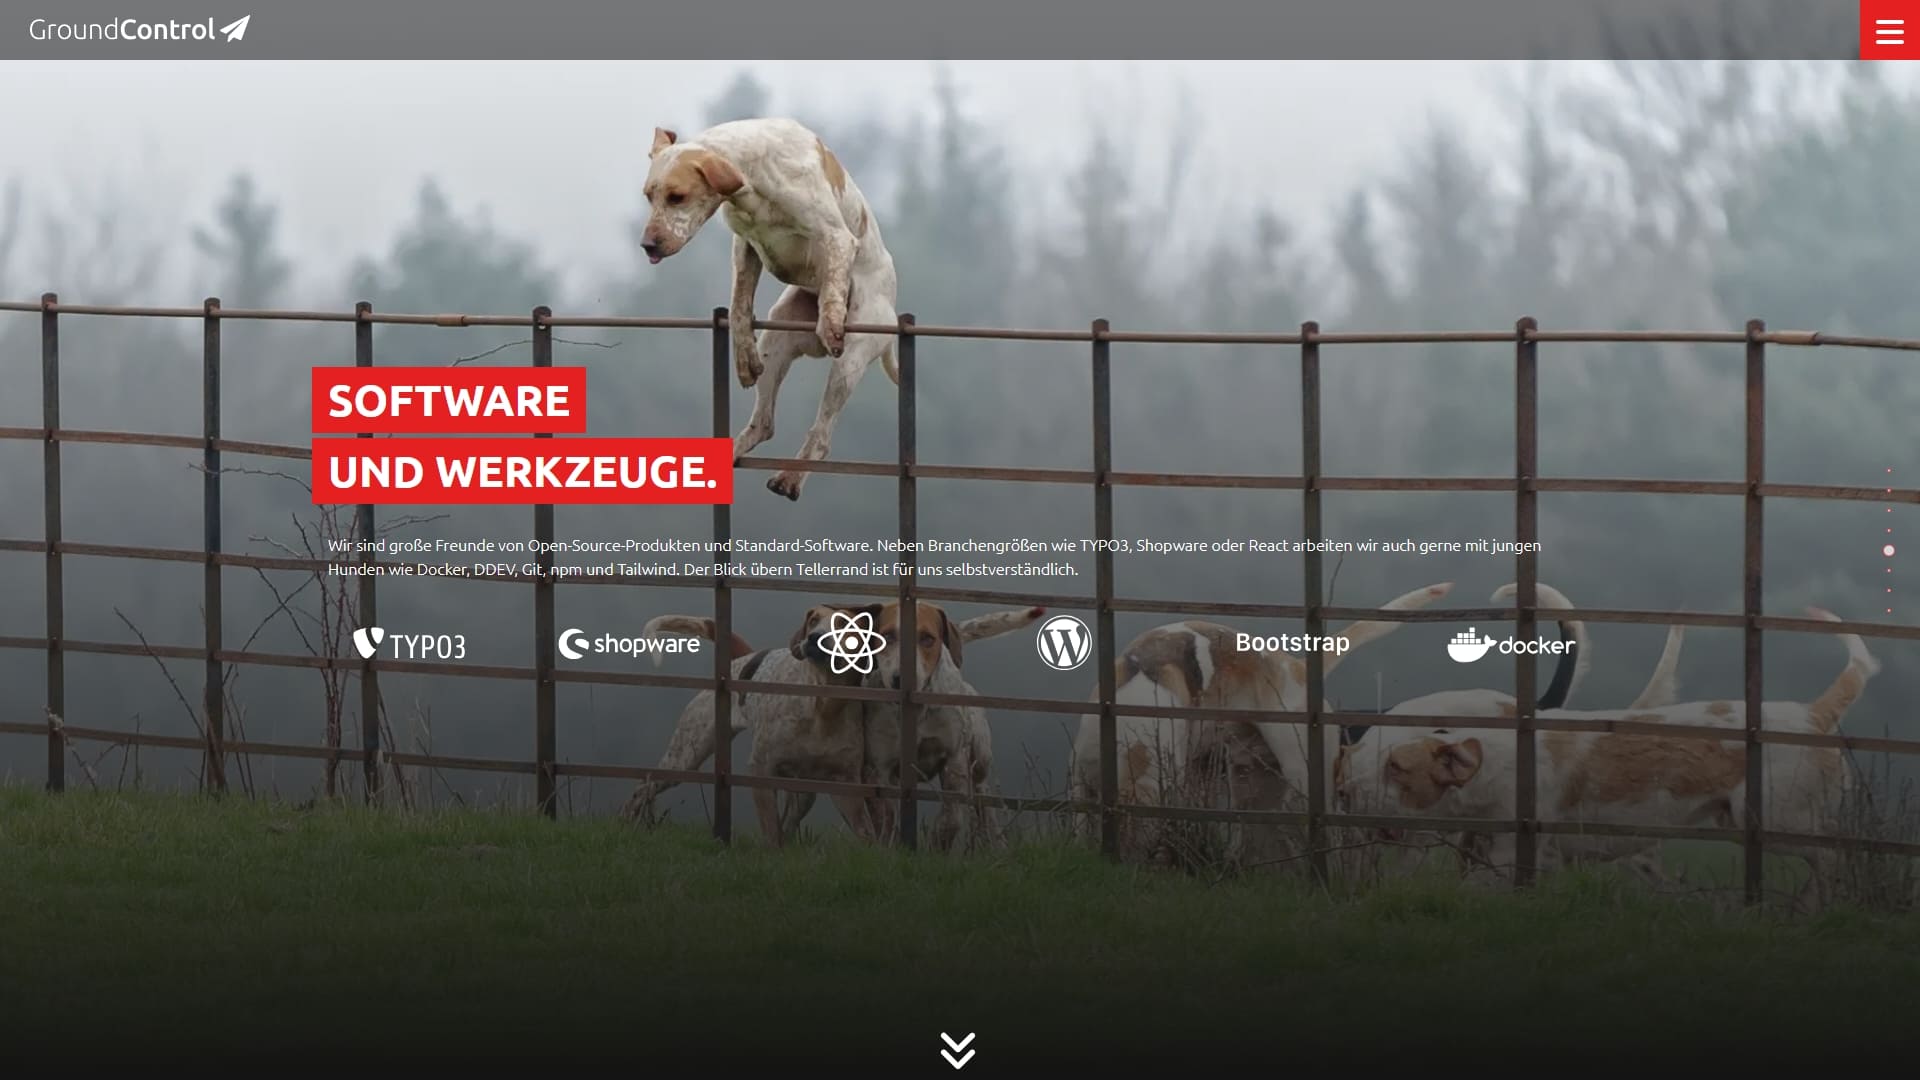 GroundControl
SOFTWARE
UND WERKZEUGE.
Wir sind große Freunde von Open-Source-Produkten und Standard-Software. Neben Branchengrößen wie TYPO3, Shopware oder React arbeiten wir auch gerne mit jungen
Hunden wie Docker, DDEV, Git, npm und Tailwind. Der Blick übern Tellerrand ist für uns selbstverständlich.
TYPO3 shopware W Bootstrap docker